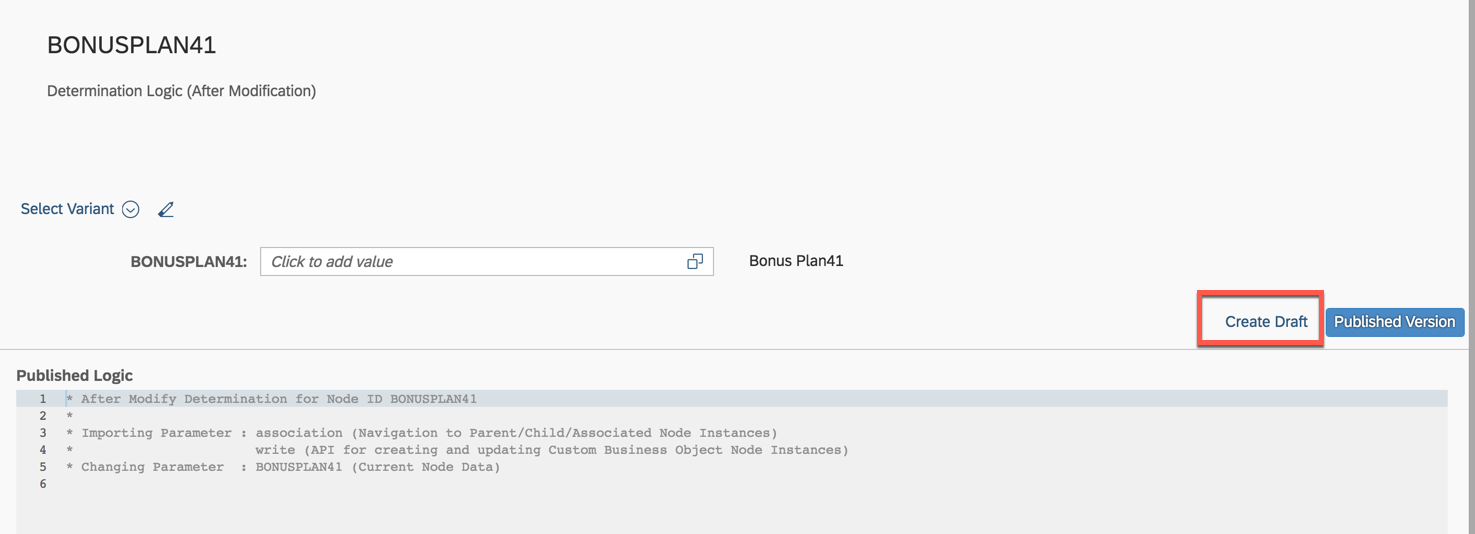 BONUSPLAN41
Determination Logic (After Modification)
Select Variant
BONUSPLAN41: Click to add value Bonus Plan41
Create Draft Published Version
Published Logic
1 * After Modify Determination for Node ID BONUSPLAN41
2 *
3 * Importing Parameter : association (Navigation to Parent/Child/Associated Node Instances)
4 * write (API for creating and updating Custom Business Object Node Instances)
5 * Changing Parameter : BONUSPLAN41 (Current Node Data)
6